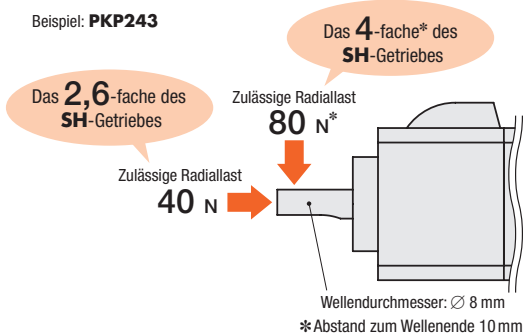 Beispiel: PKP243
Das 4-fache* des
SH-Getriebes
Das 2,6-fache des
SH-Getriebes
Zulässige Radiallast
80 N*
Zulässige Radiallast
40 N
Wellendurchmesser: ∅ 8 mm
*Abstand zum Wellenende 10 mm